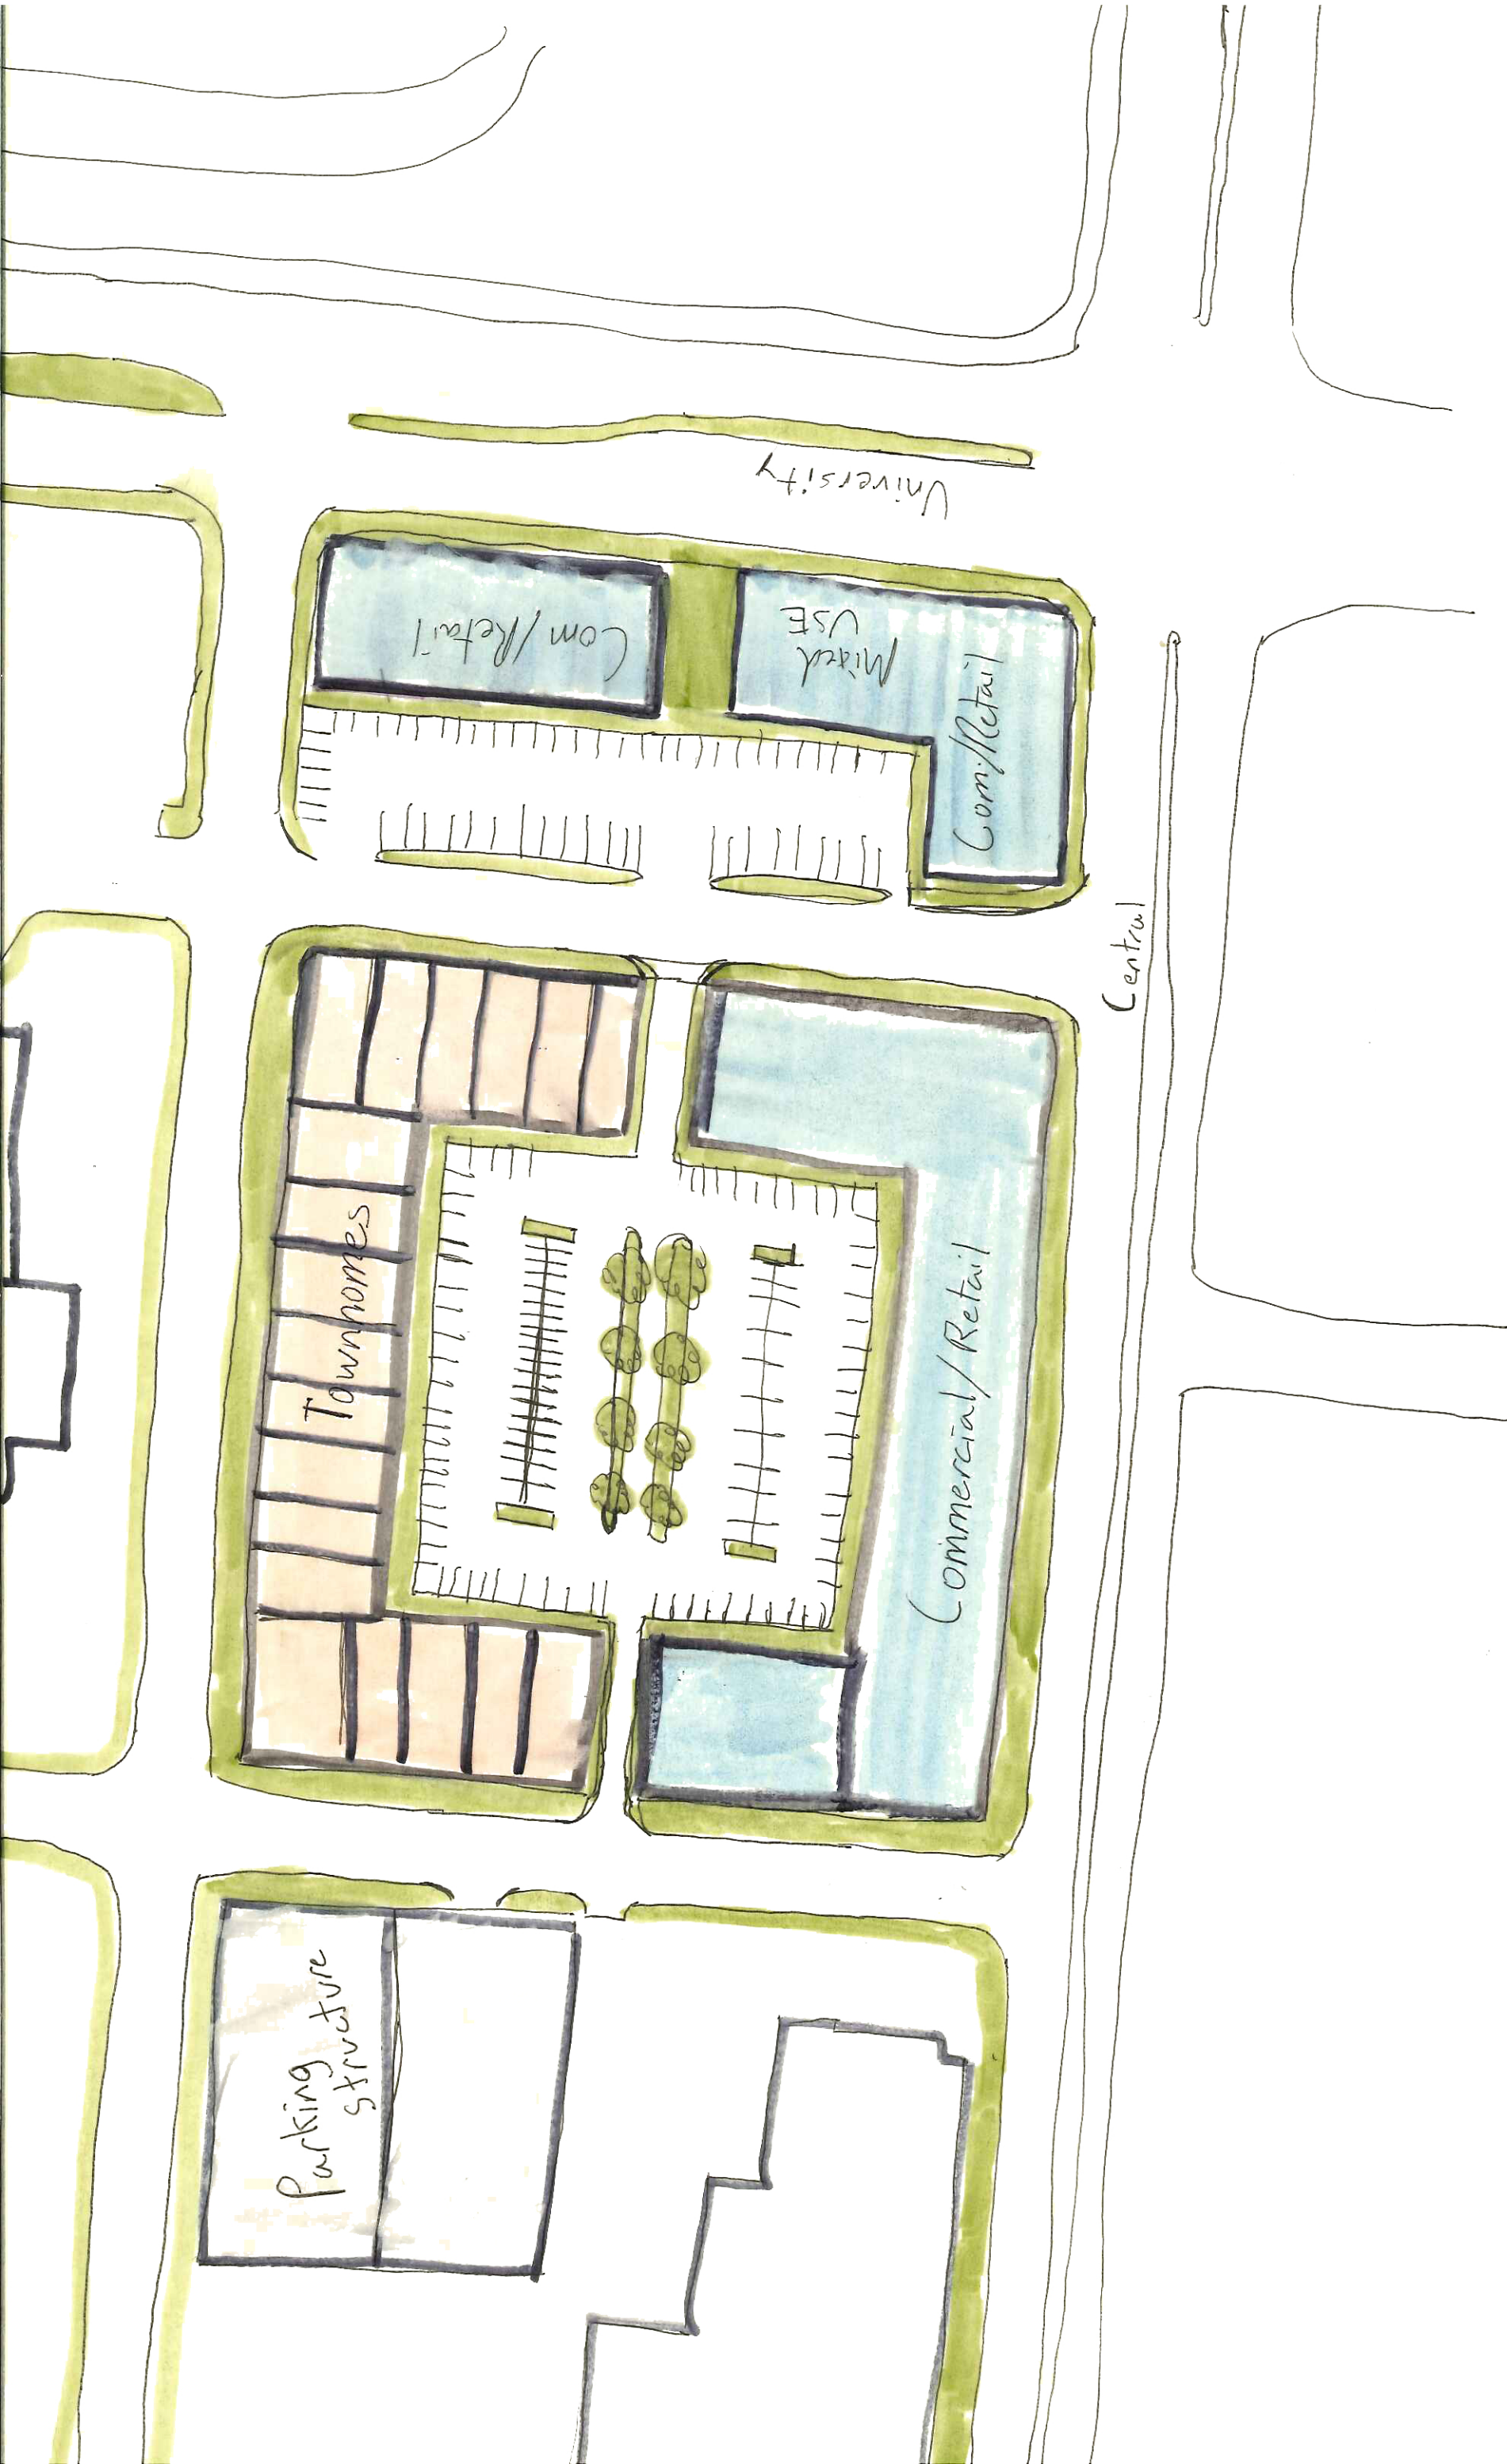 University
Com/Retail
Mixed
USE
Com./Retail
Central
Townhomes
Commercial/Retail
Parking
structure